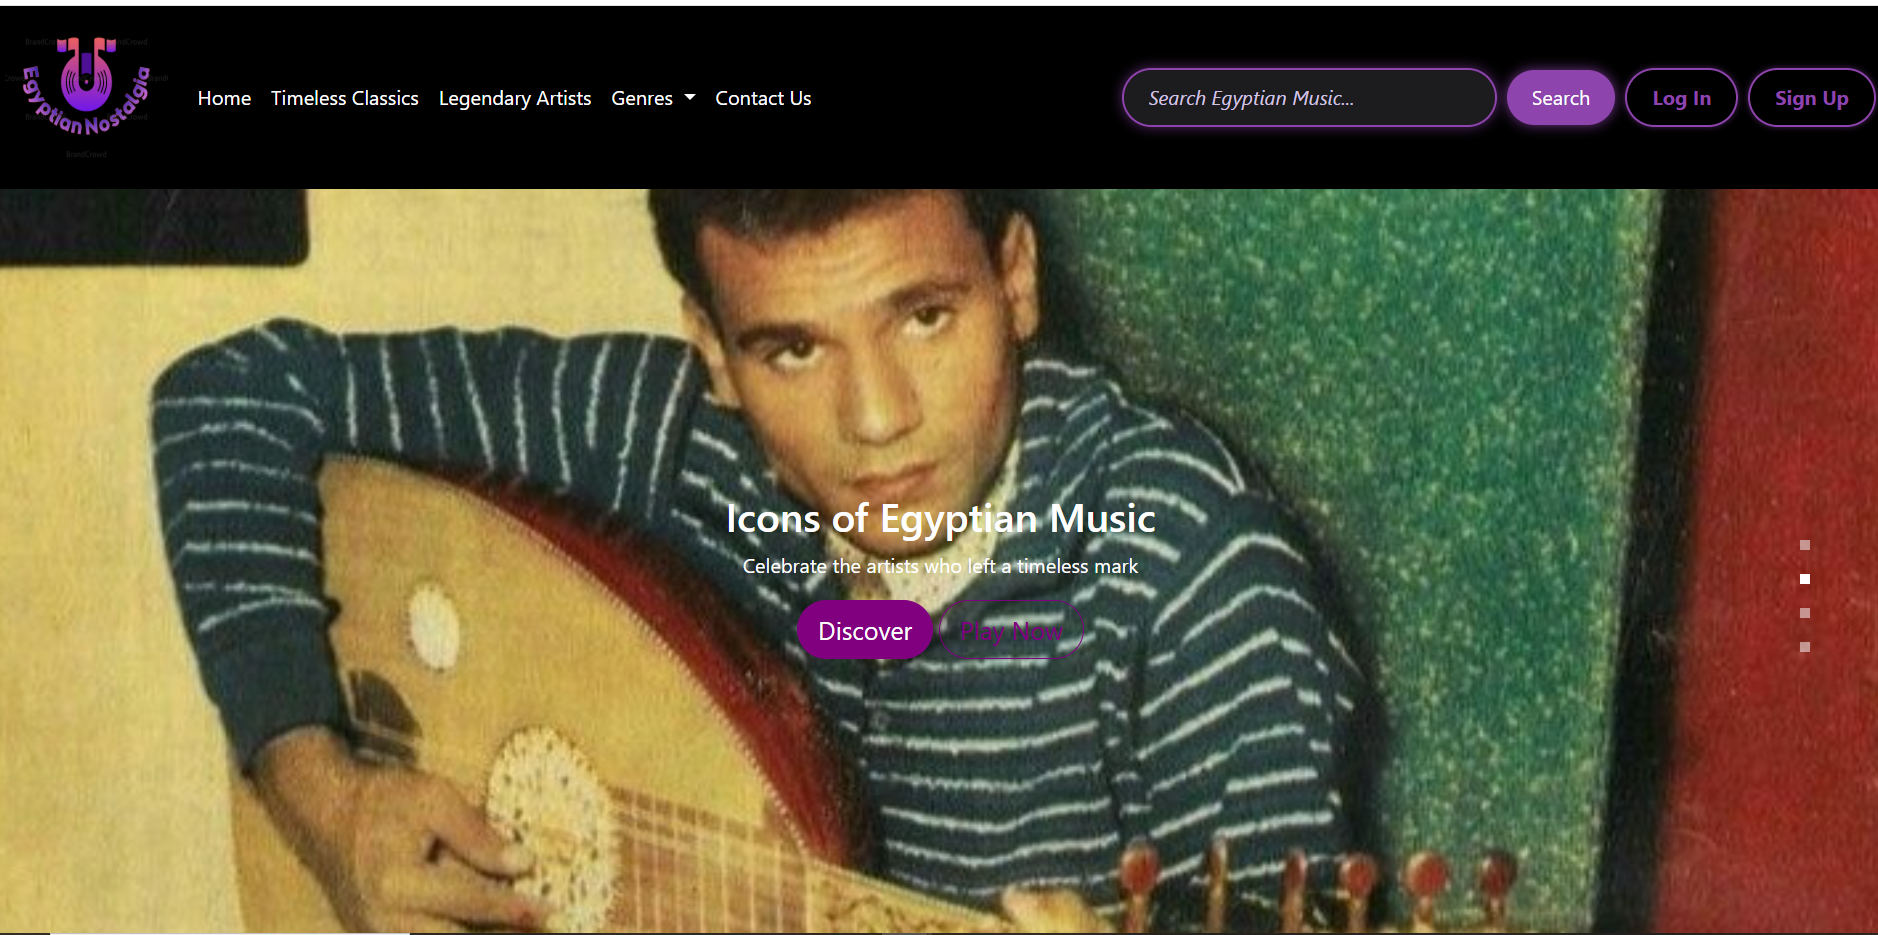 Egyptian Nostalgia
BrandCrowd
Home
Timeless Classics
Legendary Artists
Genres
Contact Us
Search Egyptian Music...
Search
Log In
Sign Up
Icons of Egyptian Music
Celebrate the artists who left a timeless mark
Discover
Play Now